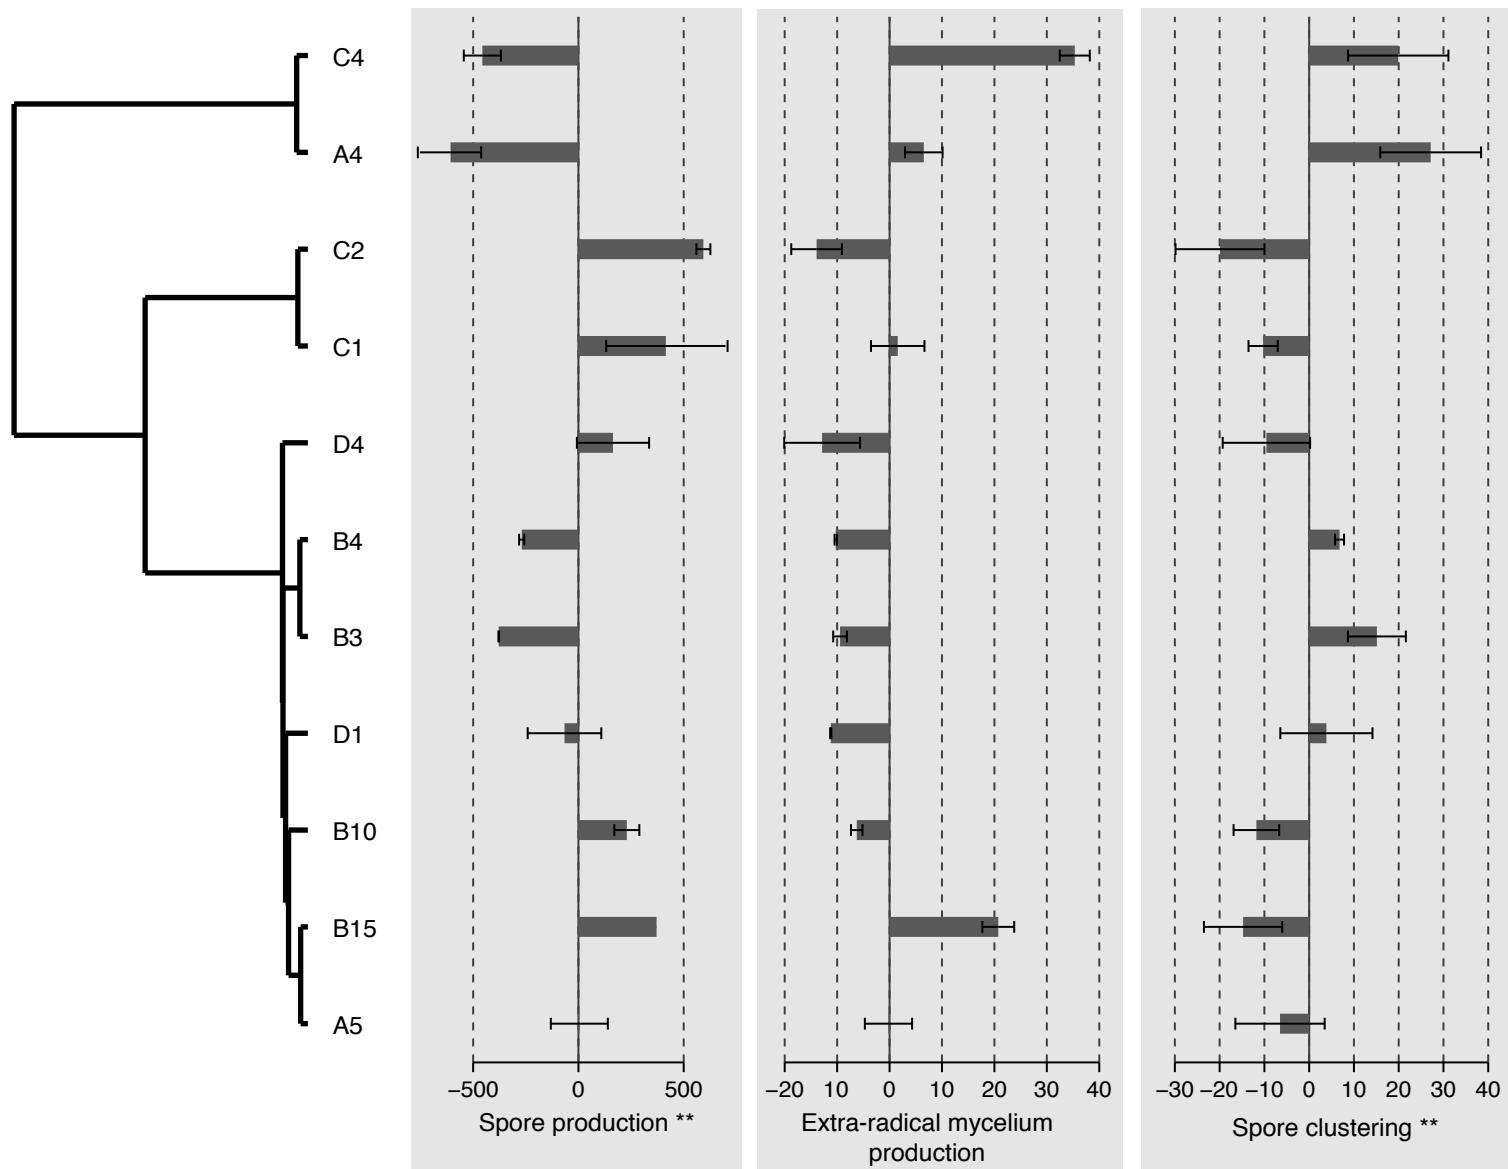 C4
A4
C2
C1
D4
B4
B3
D1
B10
B15
A5
−500 0 500
Spore production **
−20 0 10 20 30 40
Extra-radical mycelium
production
−30 −20 −10 0 10 20 30 40
Spore clustering **